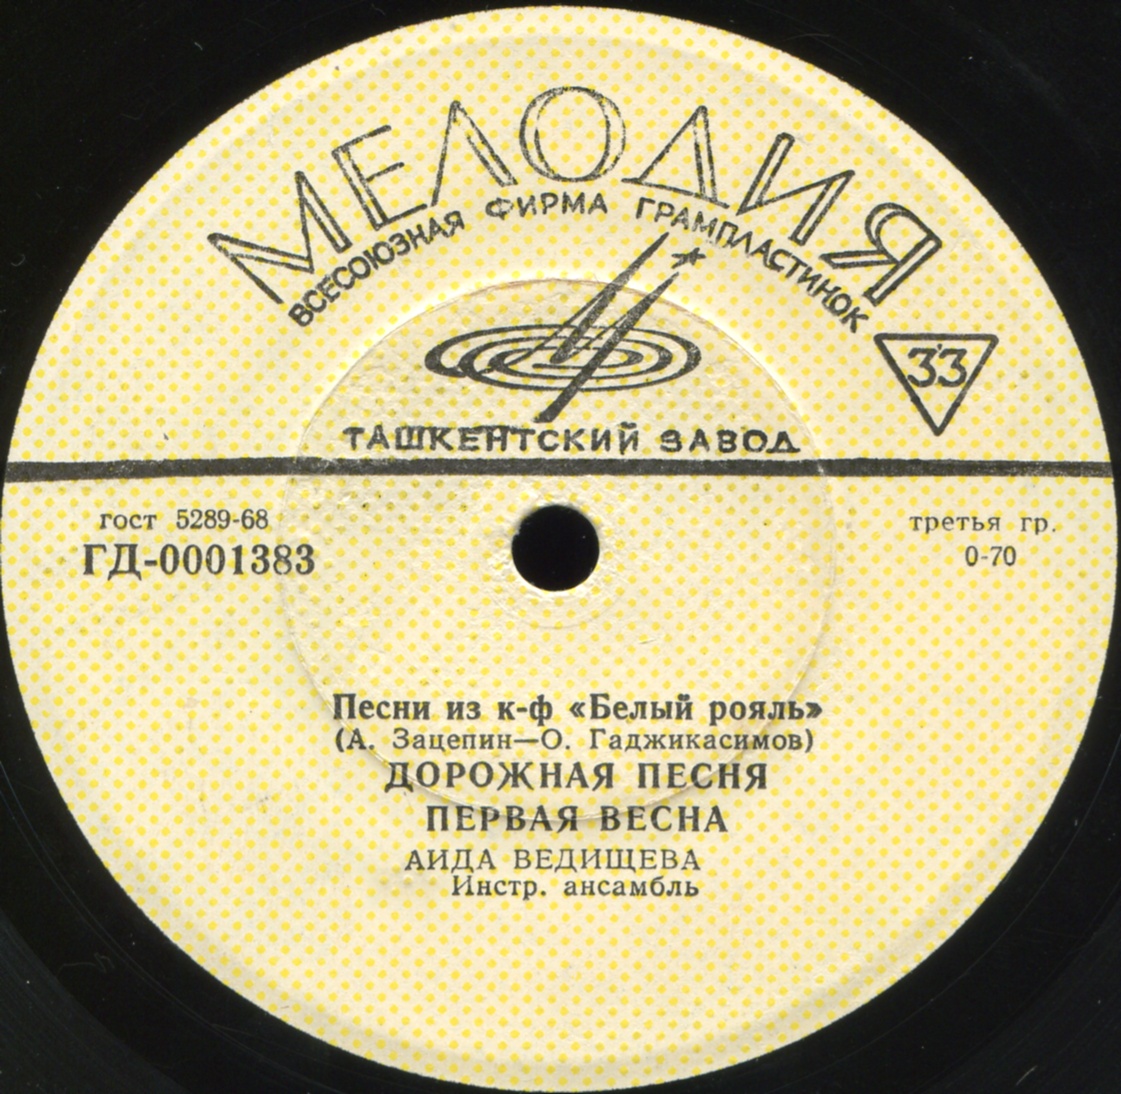 МЕЛОДИЯ
ВСЕСОЮЗНАЯ ФИРМА ГРАМПЛАСТИНОК
33
ТАШКЕНТСКИЙ ЗАВОД
гост 5289-68
ГД-0001383
третья гр.
0-70
Песни из к-ф «Белый рояль»
(А. Зацепин—О. Гаджикасимов)
ДОРОЖНАЯ ПЕСНЯ
ПЕРВАЯ ВЕСНА
АИДА ВЕДИЩЕВА
Инстр. ансамбль